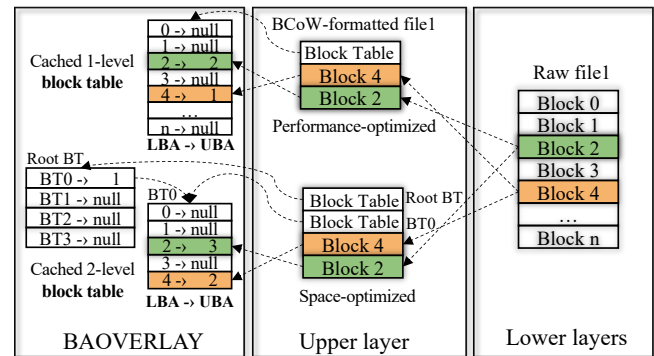 Cached 1-level
block table
0 -> null
1 -> null
2 -> 2
3 -> null
4 -> 1
...
n -> null
LBA -> UBA
Root BT
BT0 -> 1
BT1 -> null
BT2 -> null
BT3 -> null
Cached 2-level
block table
BT0
0 -> null
1 -> null
2 -> 3
3 -> null
4 -> 2
LBA -> UBA
BAOVERLAY
BCoW-formatted file1
Block Table
Block 4
Block 2
Performance-optimized
Block Table Root BT
Block Table BT0
Block 4
Block 2
Space-optimized
Upper layer
Raw file1
Block 0
Block 1
Block 2
Block 3
Block 4
...
Block n
Lower layers